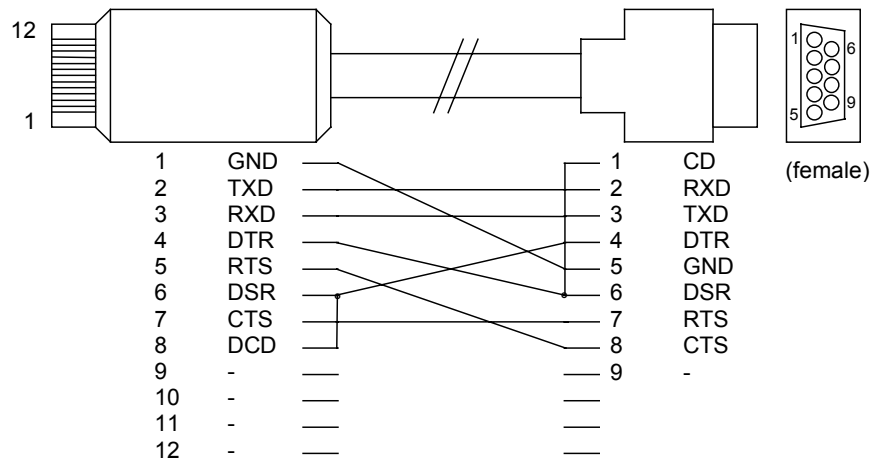 12
1
1
6
5
9
(female)
1 GND 1 CD
2 TXD 2 RXD
3 RXD 3 TXD
4 DTR 4 DTR
5 RTS 5 GND
6 DSR 6 DSR
7 CTS 7 RTS
8 DCD 8 CTS
9 - 9 -
10 -
11 -
12 -